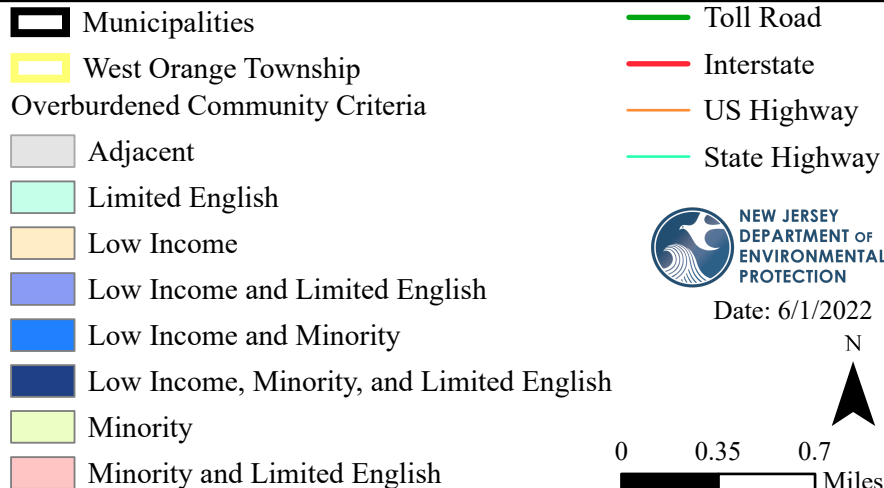 Municipalities
West Orange Township
Overburdened Community Criteria
Adjacent
Limited English
Low Income
Low Income and Limited English
Low Income and Minority
Low Income, Minority, and Limited English
Minority
Minority and Limited English
Toll Road
Interstate
US Highway
State Highway
NEW JERSEY
DEPARTMENT OF
ENVIRONMENTAL
PROTECTION
Date: 6/1/2022
N
0 0.35 0.7
Miles